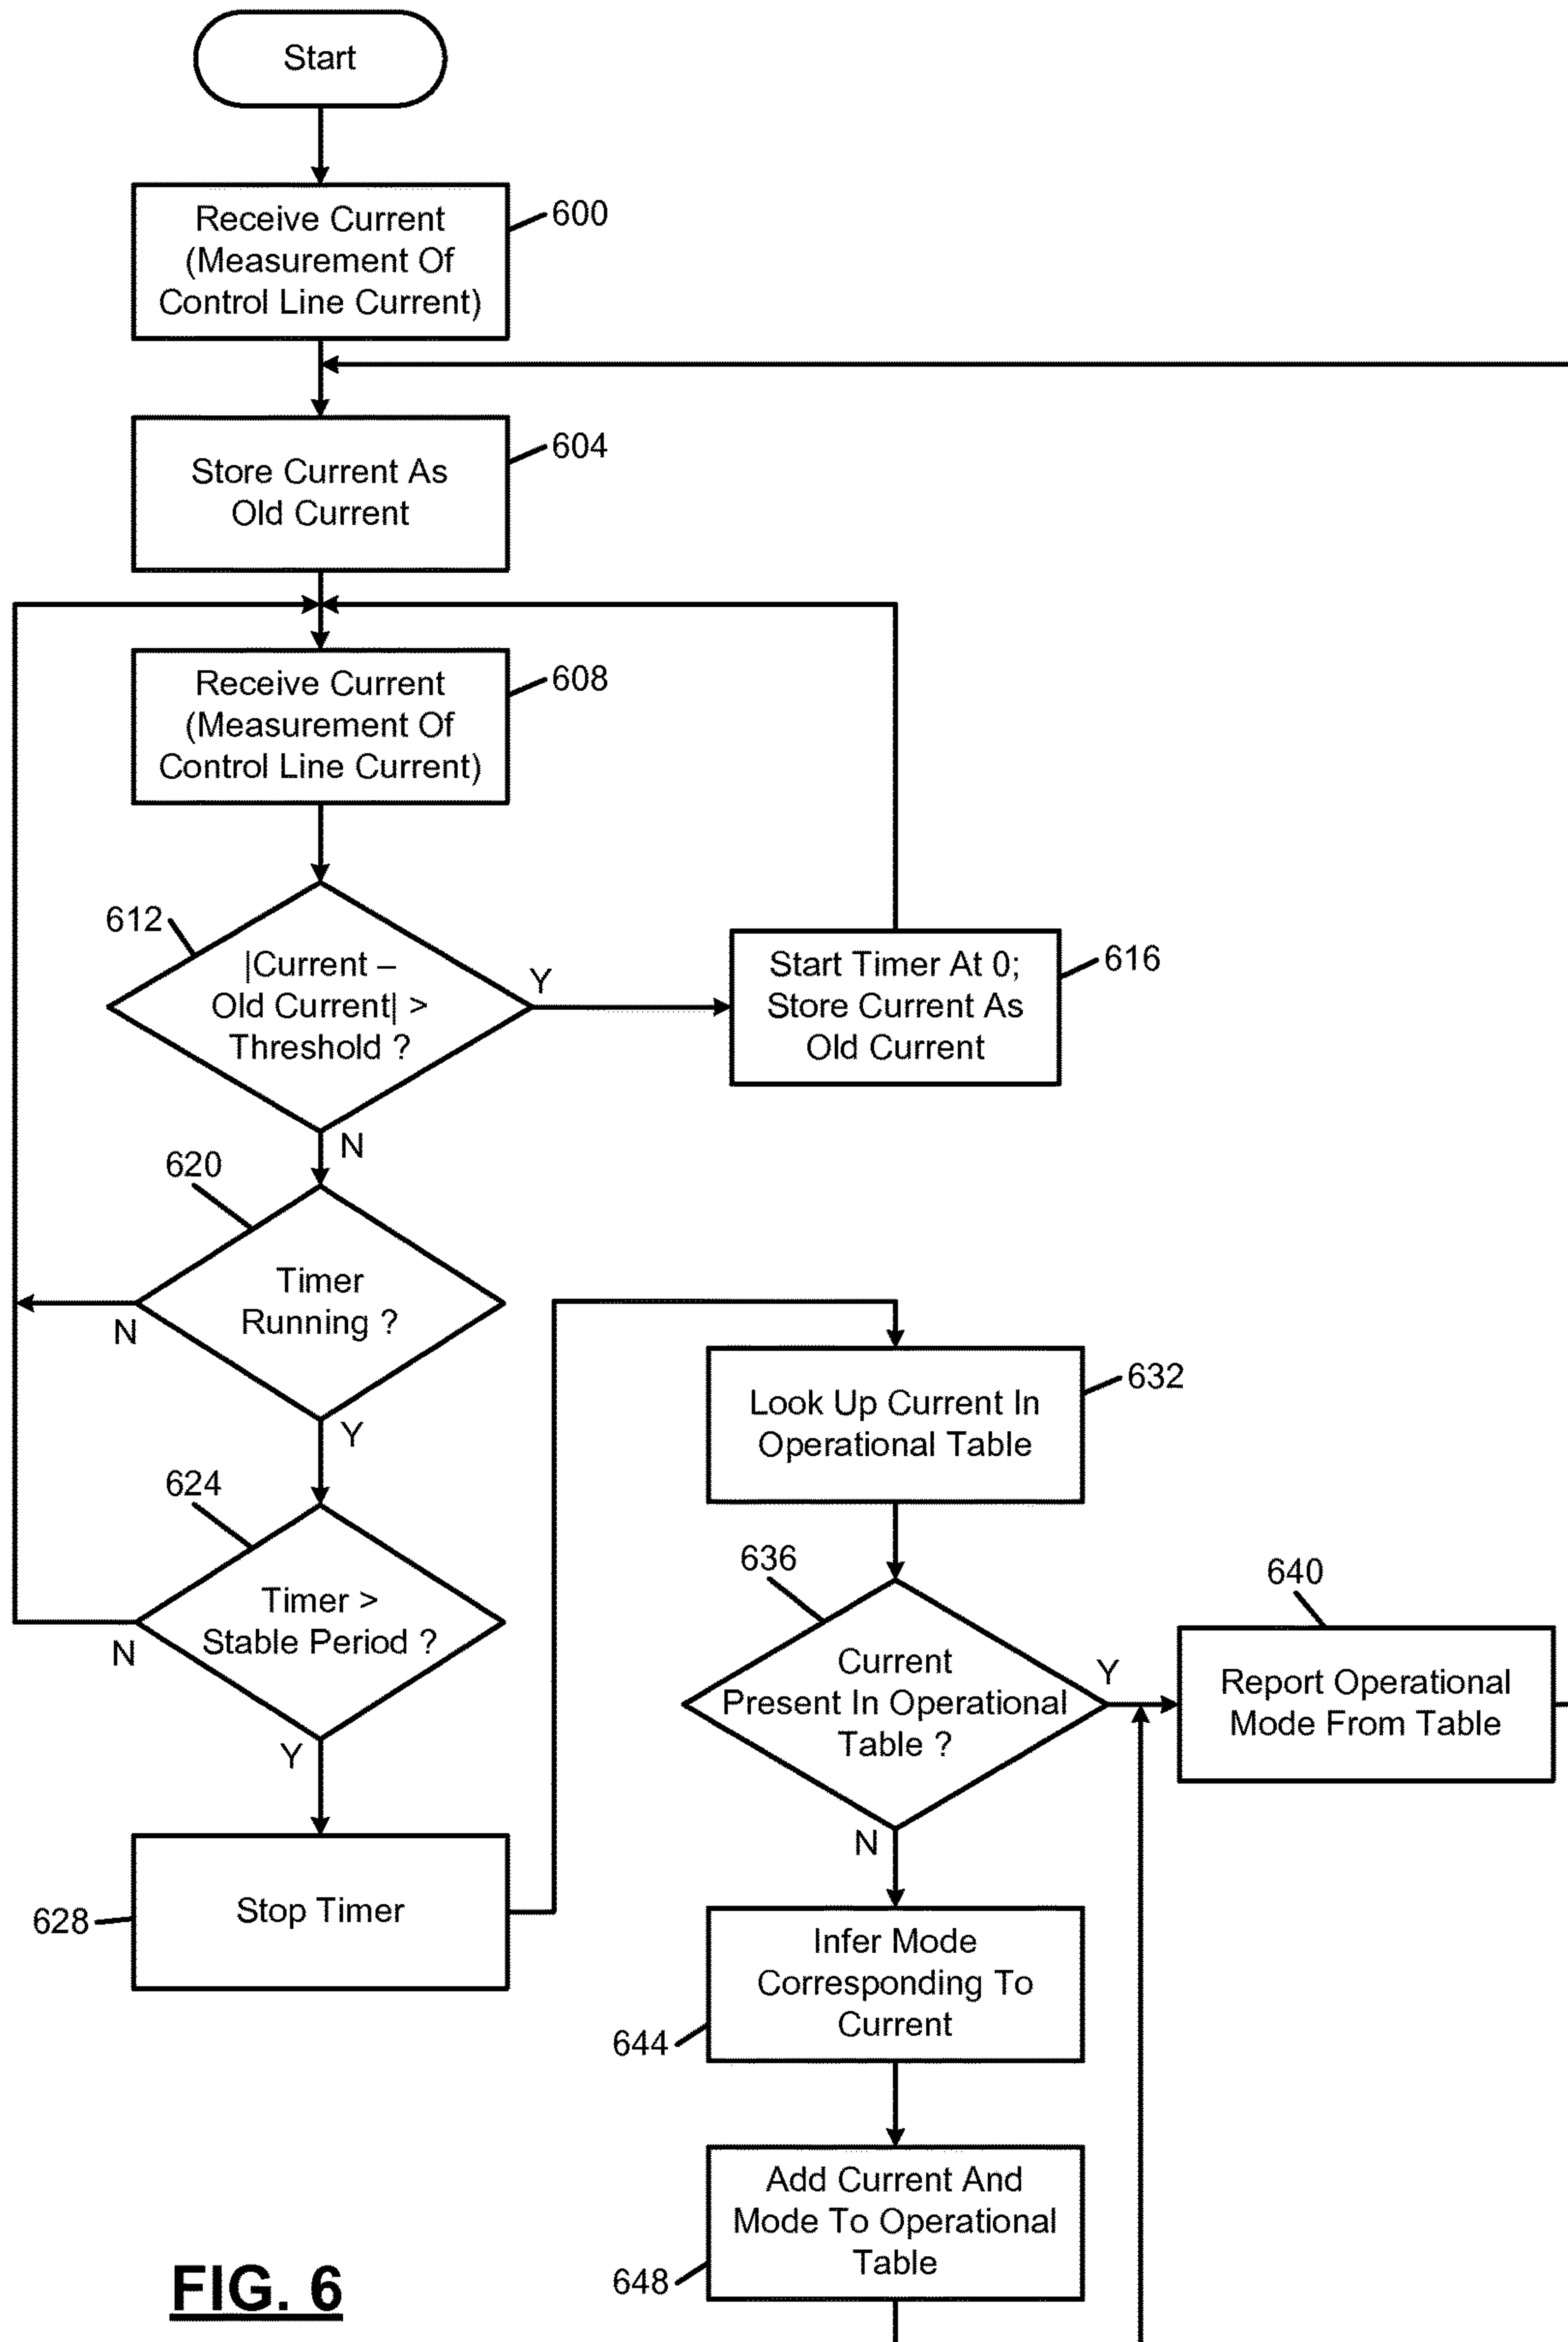 Start
Receive Current
(Measurement Of
Control Line Current)
600
Store Current As
Old Current
604
Receive Current
(Measurement Of
Control Line Current)
608
612
|Current –
Old Current| >
Threshold ?
Y
N
Start Timer At 0;
Store Current As
Old Current
616
620
Timer
Running ?
N
Y
624
Timer >
Stable Period ?
N
Y
Stop Timer
628
Look Up Current In
Operational Table
632
636
Current
Present In Operational
Table ?
Y
N
640
Report Operational
Mode From Table
Infer Mode
Corresponding To
Current
644
Add Current And
Mode To Operational
Table
648
FIG. 6